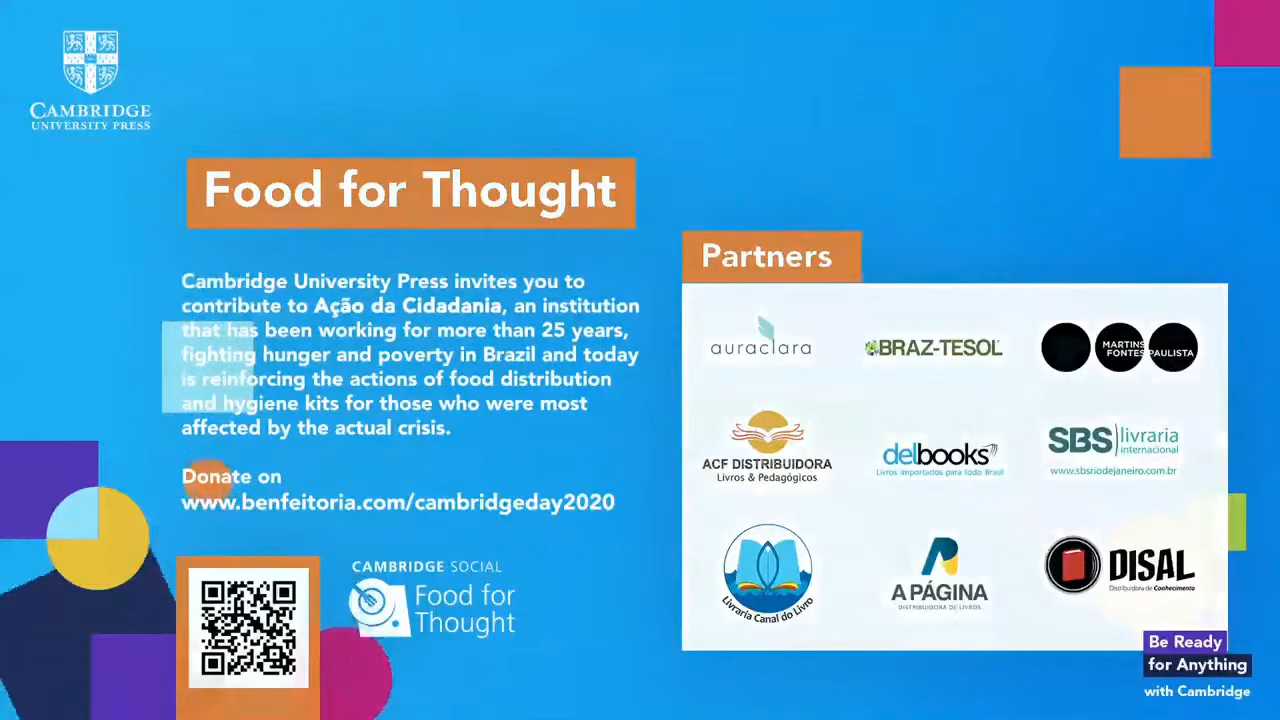 CAMBRIDGE
UNIVERSITY PRESS
Food for Thought
Cambridge University Press invites you to
contribute to Ação da Cidadania, an institution
that has been working for more than 25 years,
fighting hunger and poverty in Brazil and today
is reinforcing the actions of food distribution
and hygiene kits for those who were most
affected by the actual crisis.
Donate on
www.benfeitoria.com/cambridgeday2020
CAMBRIDGE SOCIAL
Food for
Thought
Partners
auraclara
BRAZ-TESOL
MARTINS
FONTES PAULISTA
ACF DISTRIBUIDORA
Livros & Pedagógicos
delbooks
Livros importados para todo Brasil
SBS livraria
internacional
www.sbsriodejaneiro.com.br
Livraria Canal do Livro
A PÁGINA
DISTRIBUIDORA DE LIVROS
DISAL
Distribuidora de Conhecimento
Be Ready
for Anything
with Cambridge